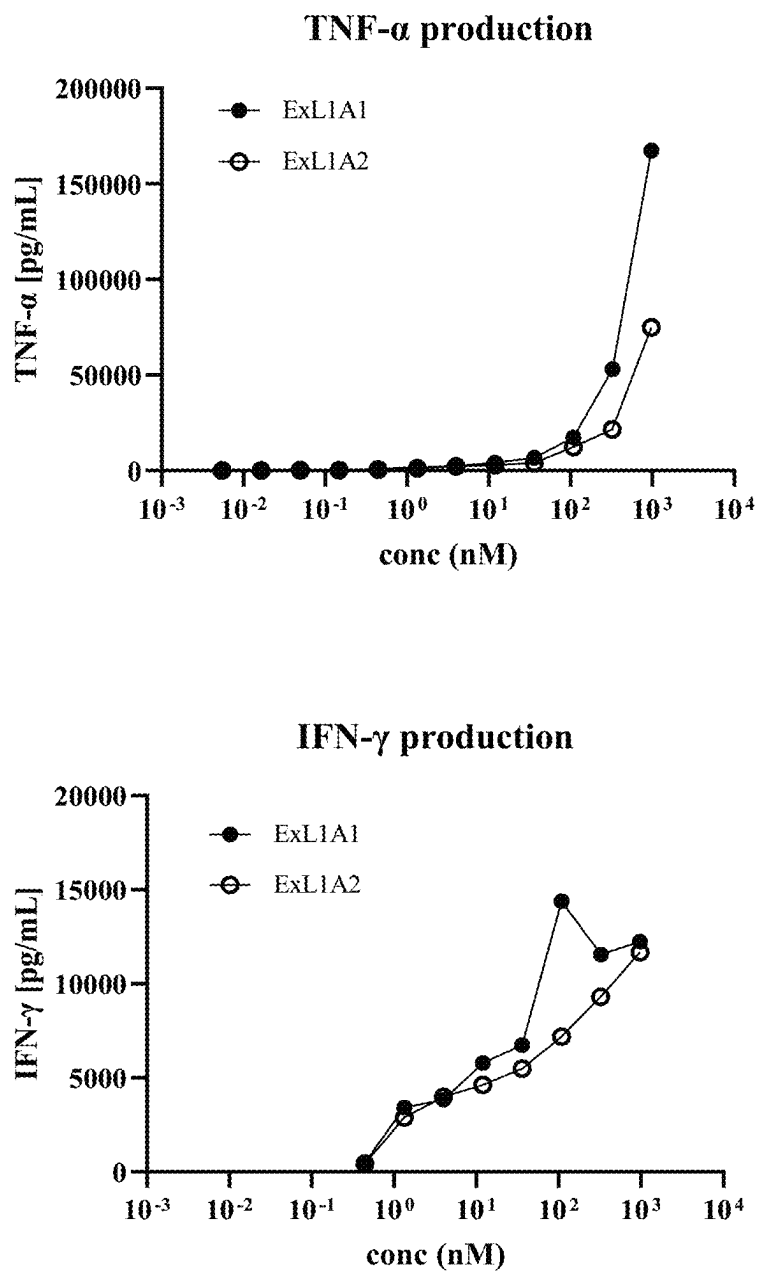 TNF-α production
ExL1A1
ExL1A2
TNF-α [pg/mL]
200000
150000
100000
50000
0
10⁻³ 10⁻² 10⁻¹ 10⁰ 10¹ 10² 10³ 10⁴
conc (nM)
IFN-γ production
ExL1A1
ExL1A2
IFN-γ [pg/mL]
20000
15000
10000
5000
0
10⁻³ 10⁻² 10⁻¹ 10⁰ 10¹ 10² 10³ 10⁴
conc (nM)